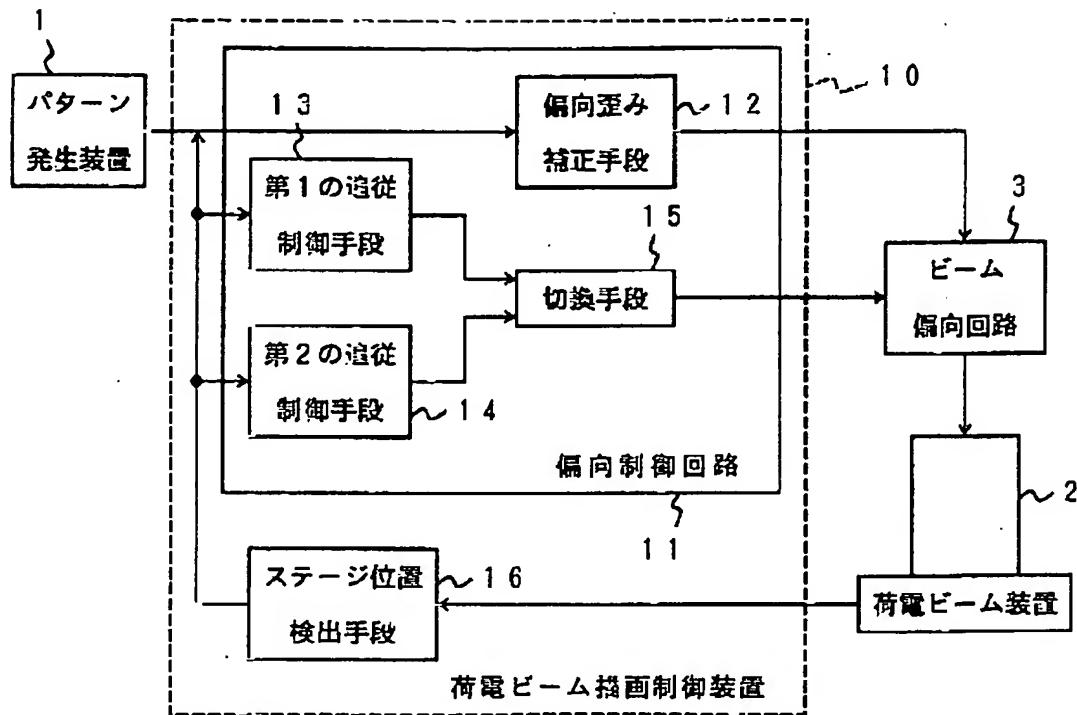 1
パターン
発生装置
10
13
偏向歪み
補正手段
12
第1の追従
制御手段
15
切換手段
3
ビーム
偏向回路
第2の追従
制御手段
14
偏向制御回路
11
2
ステージ位置
検出手段
16
荷電ビーム装置
荷電ビーム描画制御装置